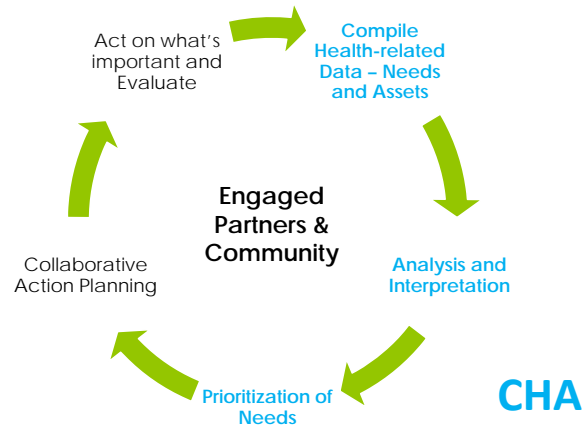 Act on what's
important and
Evaluate
Compile
Health-related
Data – Needs
and Assets
Engaged
Partners &
Community
Collaborative
Action Planning
Analysis and
Interpretation
Prioritization of
Needs
CHA